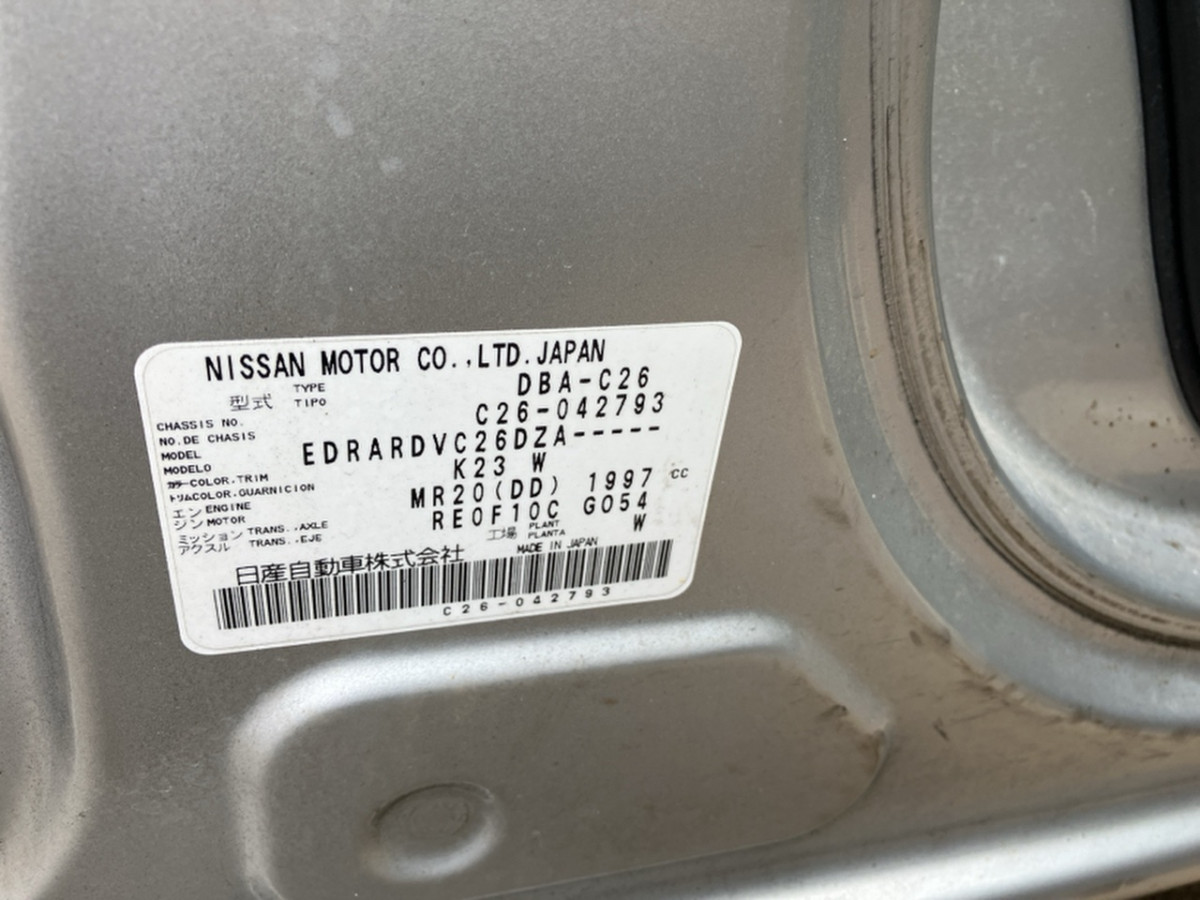 NISSAN MOTOR CO.,LTD.JAPAN
型式 TYPE TIPO DBA-C26
CHASSIS NO. NO.DE CHASIS C26-042793
MODEL MODELO EDRARDVC26DZA-----
カラー COLOR,TRIM トリム COLOR,GUARNICION K23 W
エンジン ENGINE MOTOR MR20(DD) 1997 CC
ミッション アクスル TRANS.,AXLE TRANS.,EJE RE0F10C G054
工場 PLANT PLANTA W
日産自動車株式会社 MADE IN JAPAN
C26-042793